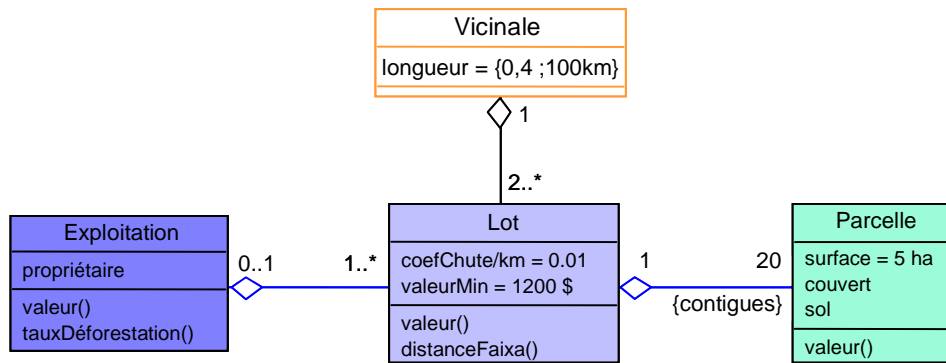 Vicinale
longueur = {0,4 ;100km}
1
2..*
Exploitation
propriétaire
valeur()
tauxDéforestation()
0..1
1..*
Lot
coefChute/km = 0.01
valeurMin = 1200 $
valeur()
distanceFaixa()
1
20
{contigues}
Parcelle
surface = 5 ha
couvert
sol
valeur()